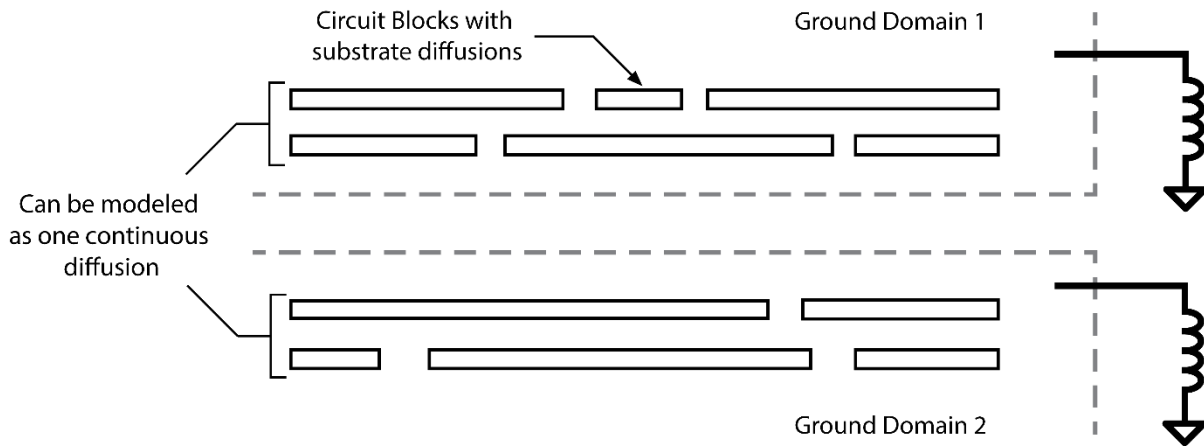 Circuit Blocks with
substrate diffusions
Ground Domain 1
Can be modeled
as one continuous
diffusion
Ground Domain 2